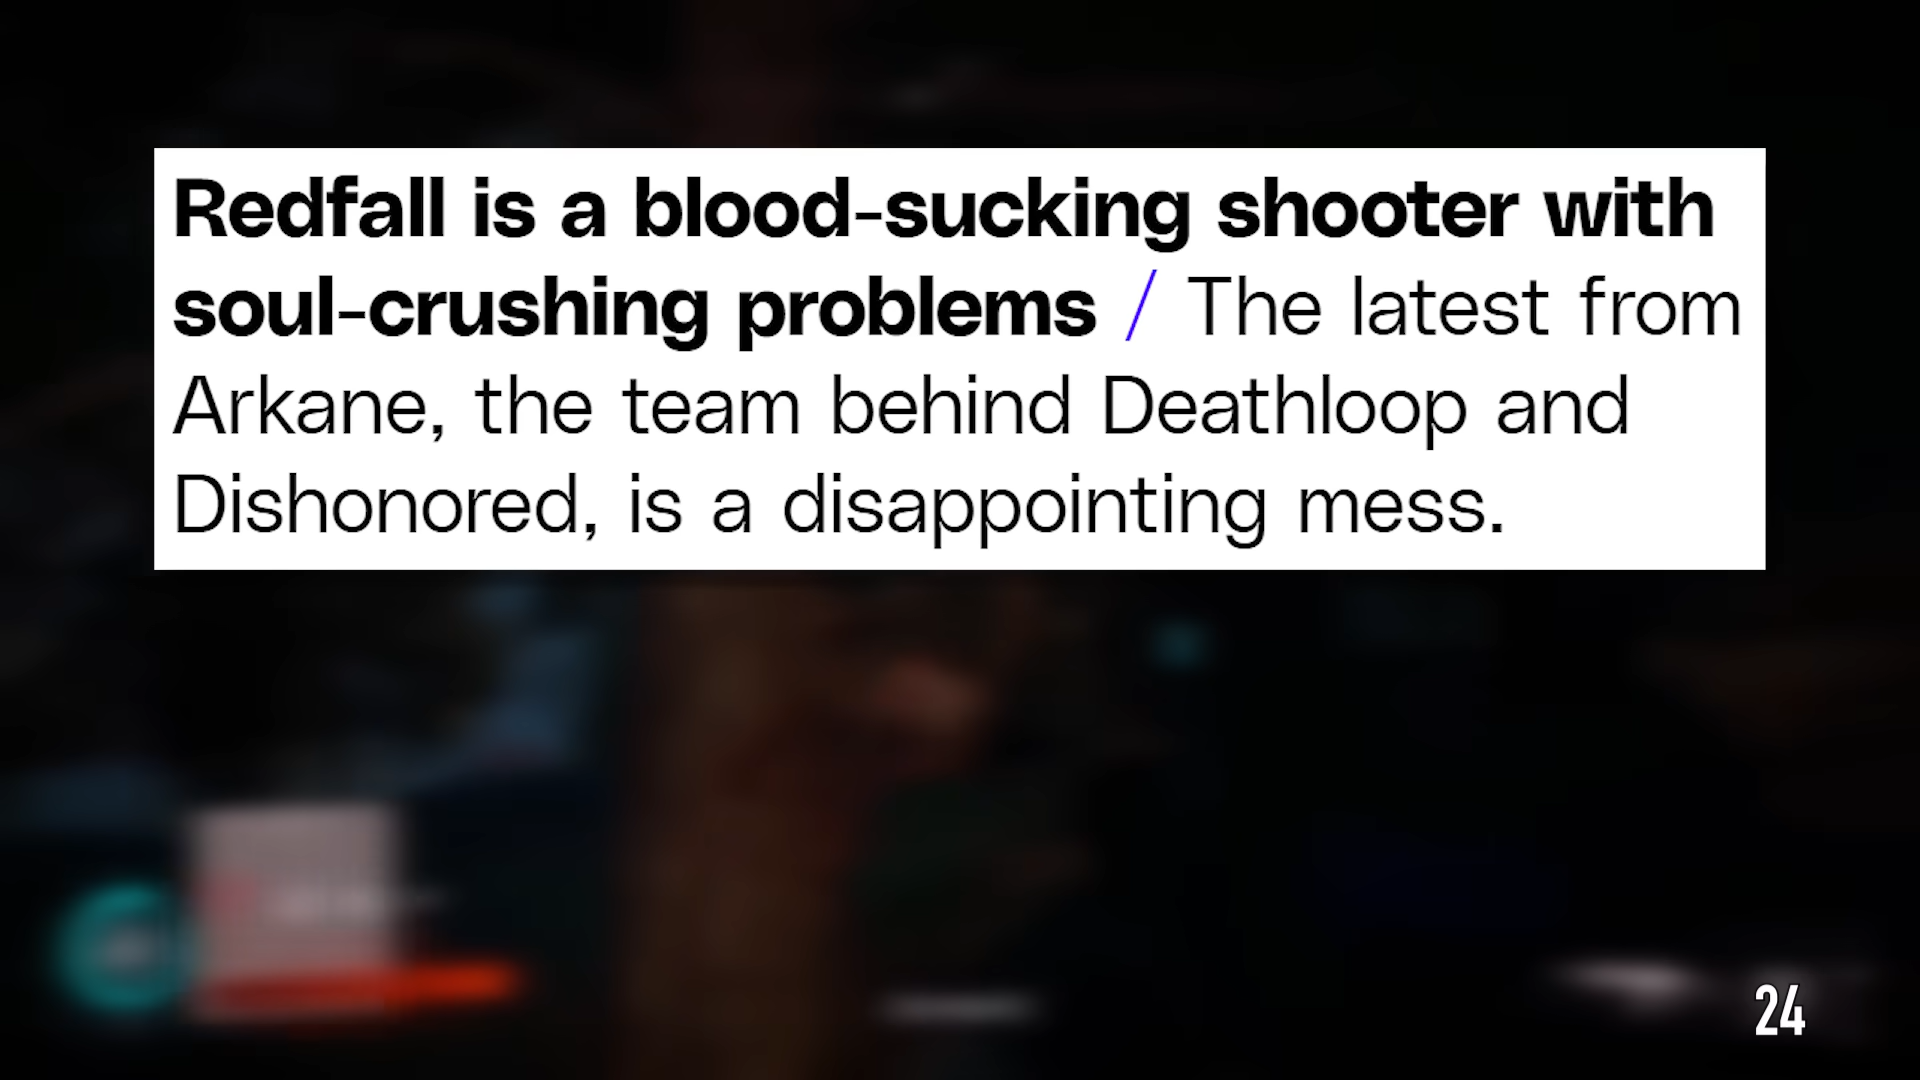 Redfall is a blood-sucking shooter with
soul-crushing problems / The latest from
Arkane, the team behind Deathloop and
Dishonored, is a disappointing mess.
24